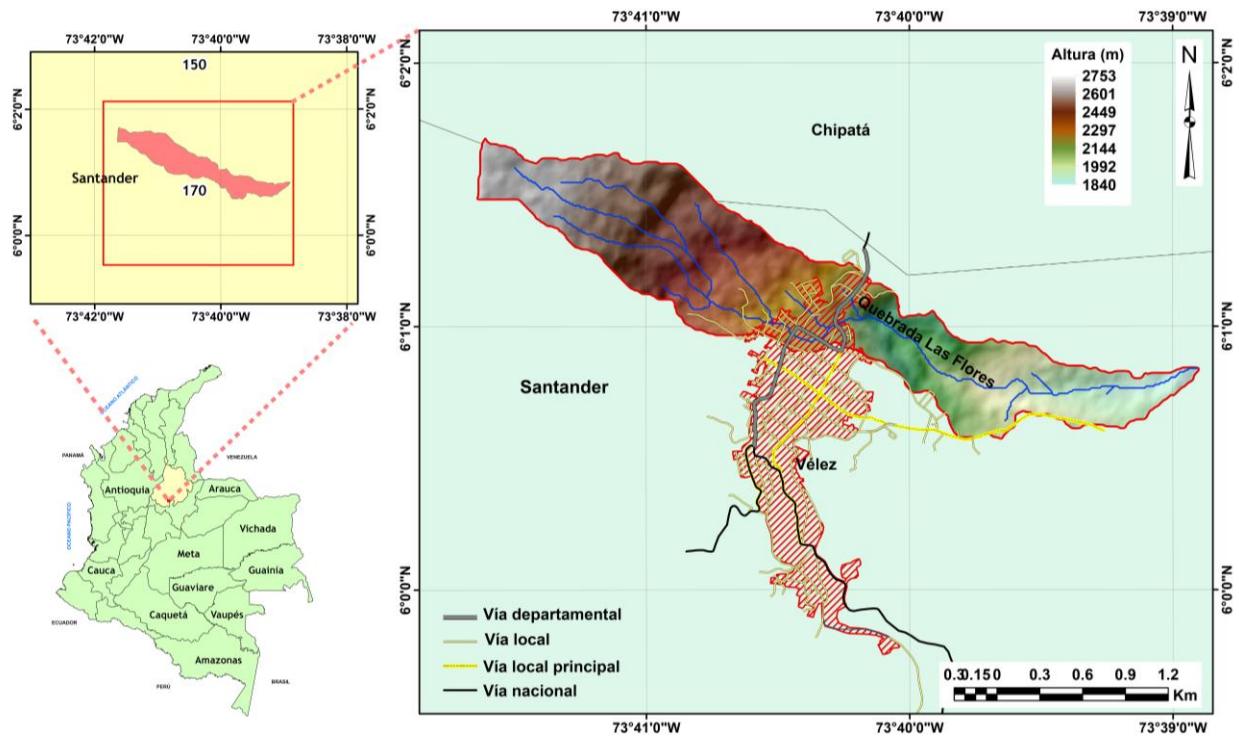 73°42'0"W 73°40'0"W 73°38'0"W
6°2'0"N
6°0'0"N
150
Santander
170
73°42'0"W 73°40'0"W 73°38'0"W
OCEANO ATLÁNTICO
PANAMÁ
VENEZUELA
OCEANO PACÍFICO
Antioquia
Arauca
Vichada
Meta
Cauca
Guainía
Guaviare
Caquetá
Vaupés
ECUADOR
Amazonas
PERÚ
BRASIL
73°41'0"W 73°40'0"W 73°39'0"W
6°2'0"N
6°2'0"N
Altura (m)
2753
2601
2449
2297
2144
1992
1840
N
Chipatá
6°1'0"N
6°1'0"N
Quebrada Las Flores
Santander
Vélez
6°0'0"N
6°0'0"N
Vía departamental
Vía local
Vía local principal
Vía nacional
0.3 0.15 0 0.3 0.6 0.9 1.2
Km
73°41'0"W 73°40'0"W 73°39'0"W